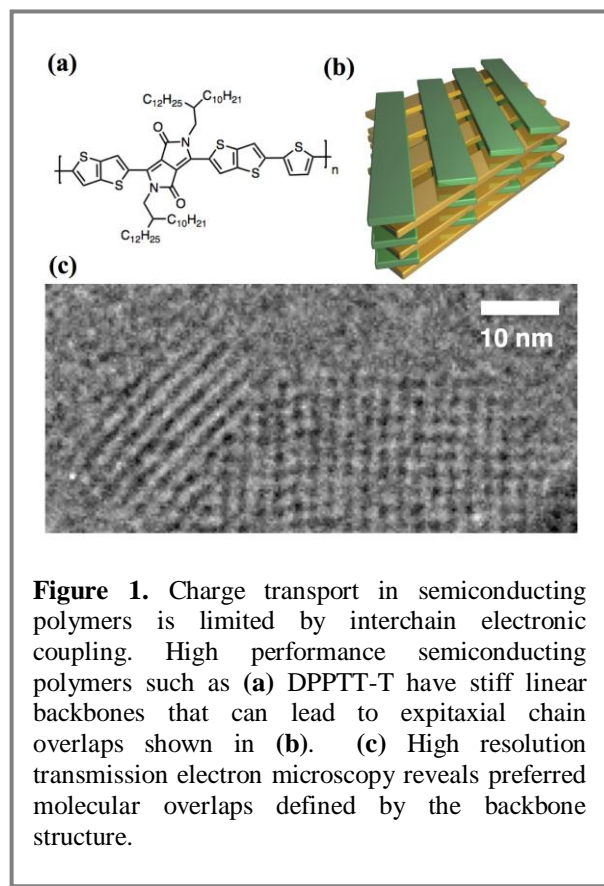 (a)
(b)
C12H25
C10H21
S
O
N
S
S
S
S
n
N
O
C10H21
C12H25
(c)
10 nm
Figure 1. Charge transport in semiconducting
polymers is limited by interchain electronic
coupling. High performance semiconducting
polymers such as (a) DPPTT-T have stiff linear
backbones that can lead to expitaxial chain
overlaps shown in (b). (c) High resolution
transmission electron microscopy reveals preferred
molecular overlaps defined by the backbone
structure.